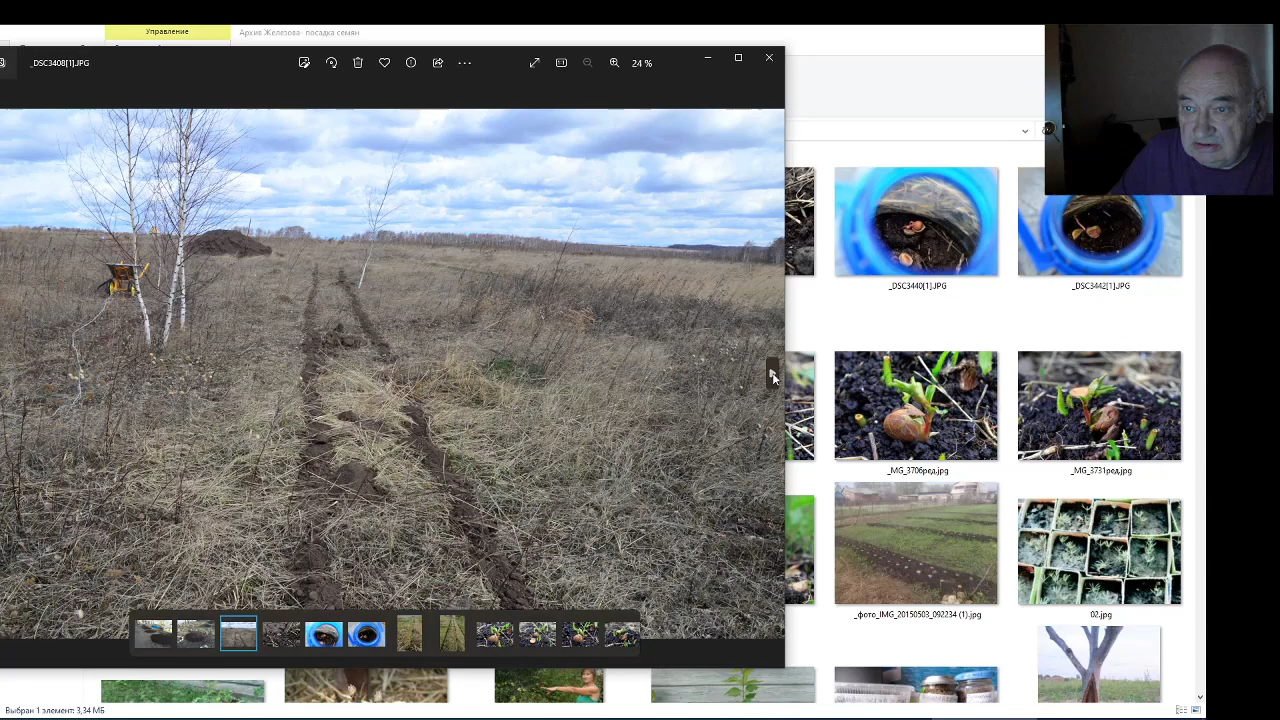 Управление
Архив Железова- посадка семян
_DSC3408[1].JPG
24 %
_DSC3440[1].JPG
_DSC3442[1].JPG
_MG_3706ред.jpg
_MG_3731ред.jpg
_фото_IMG_20150503_092234 (1).jpg
02.jpg
Выбран 1 элемент: 3,34 МБ